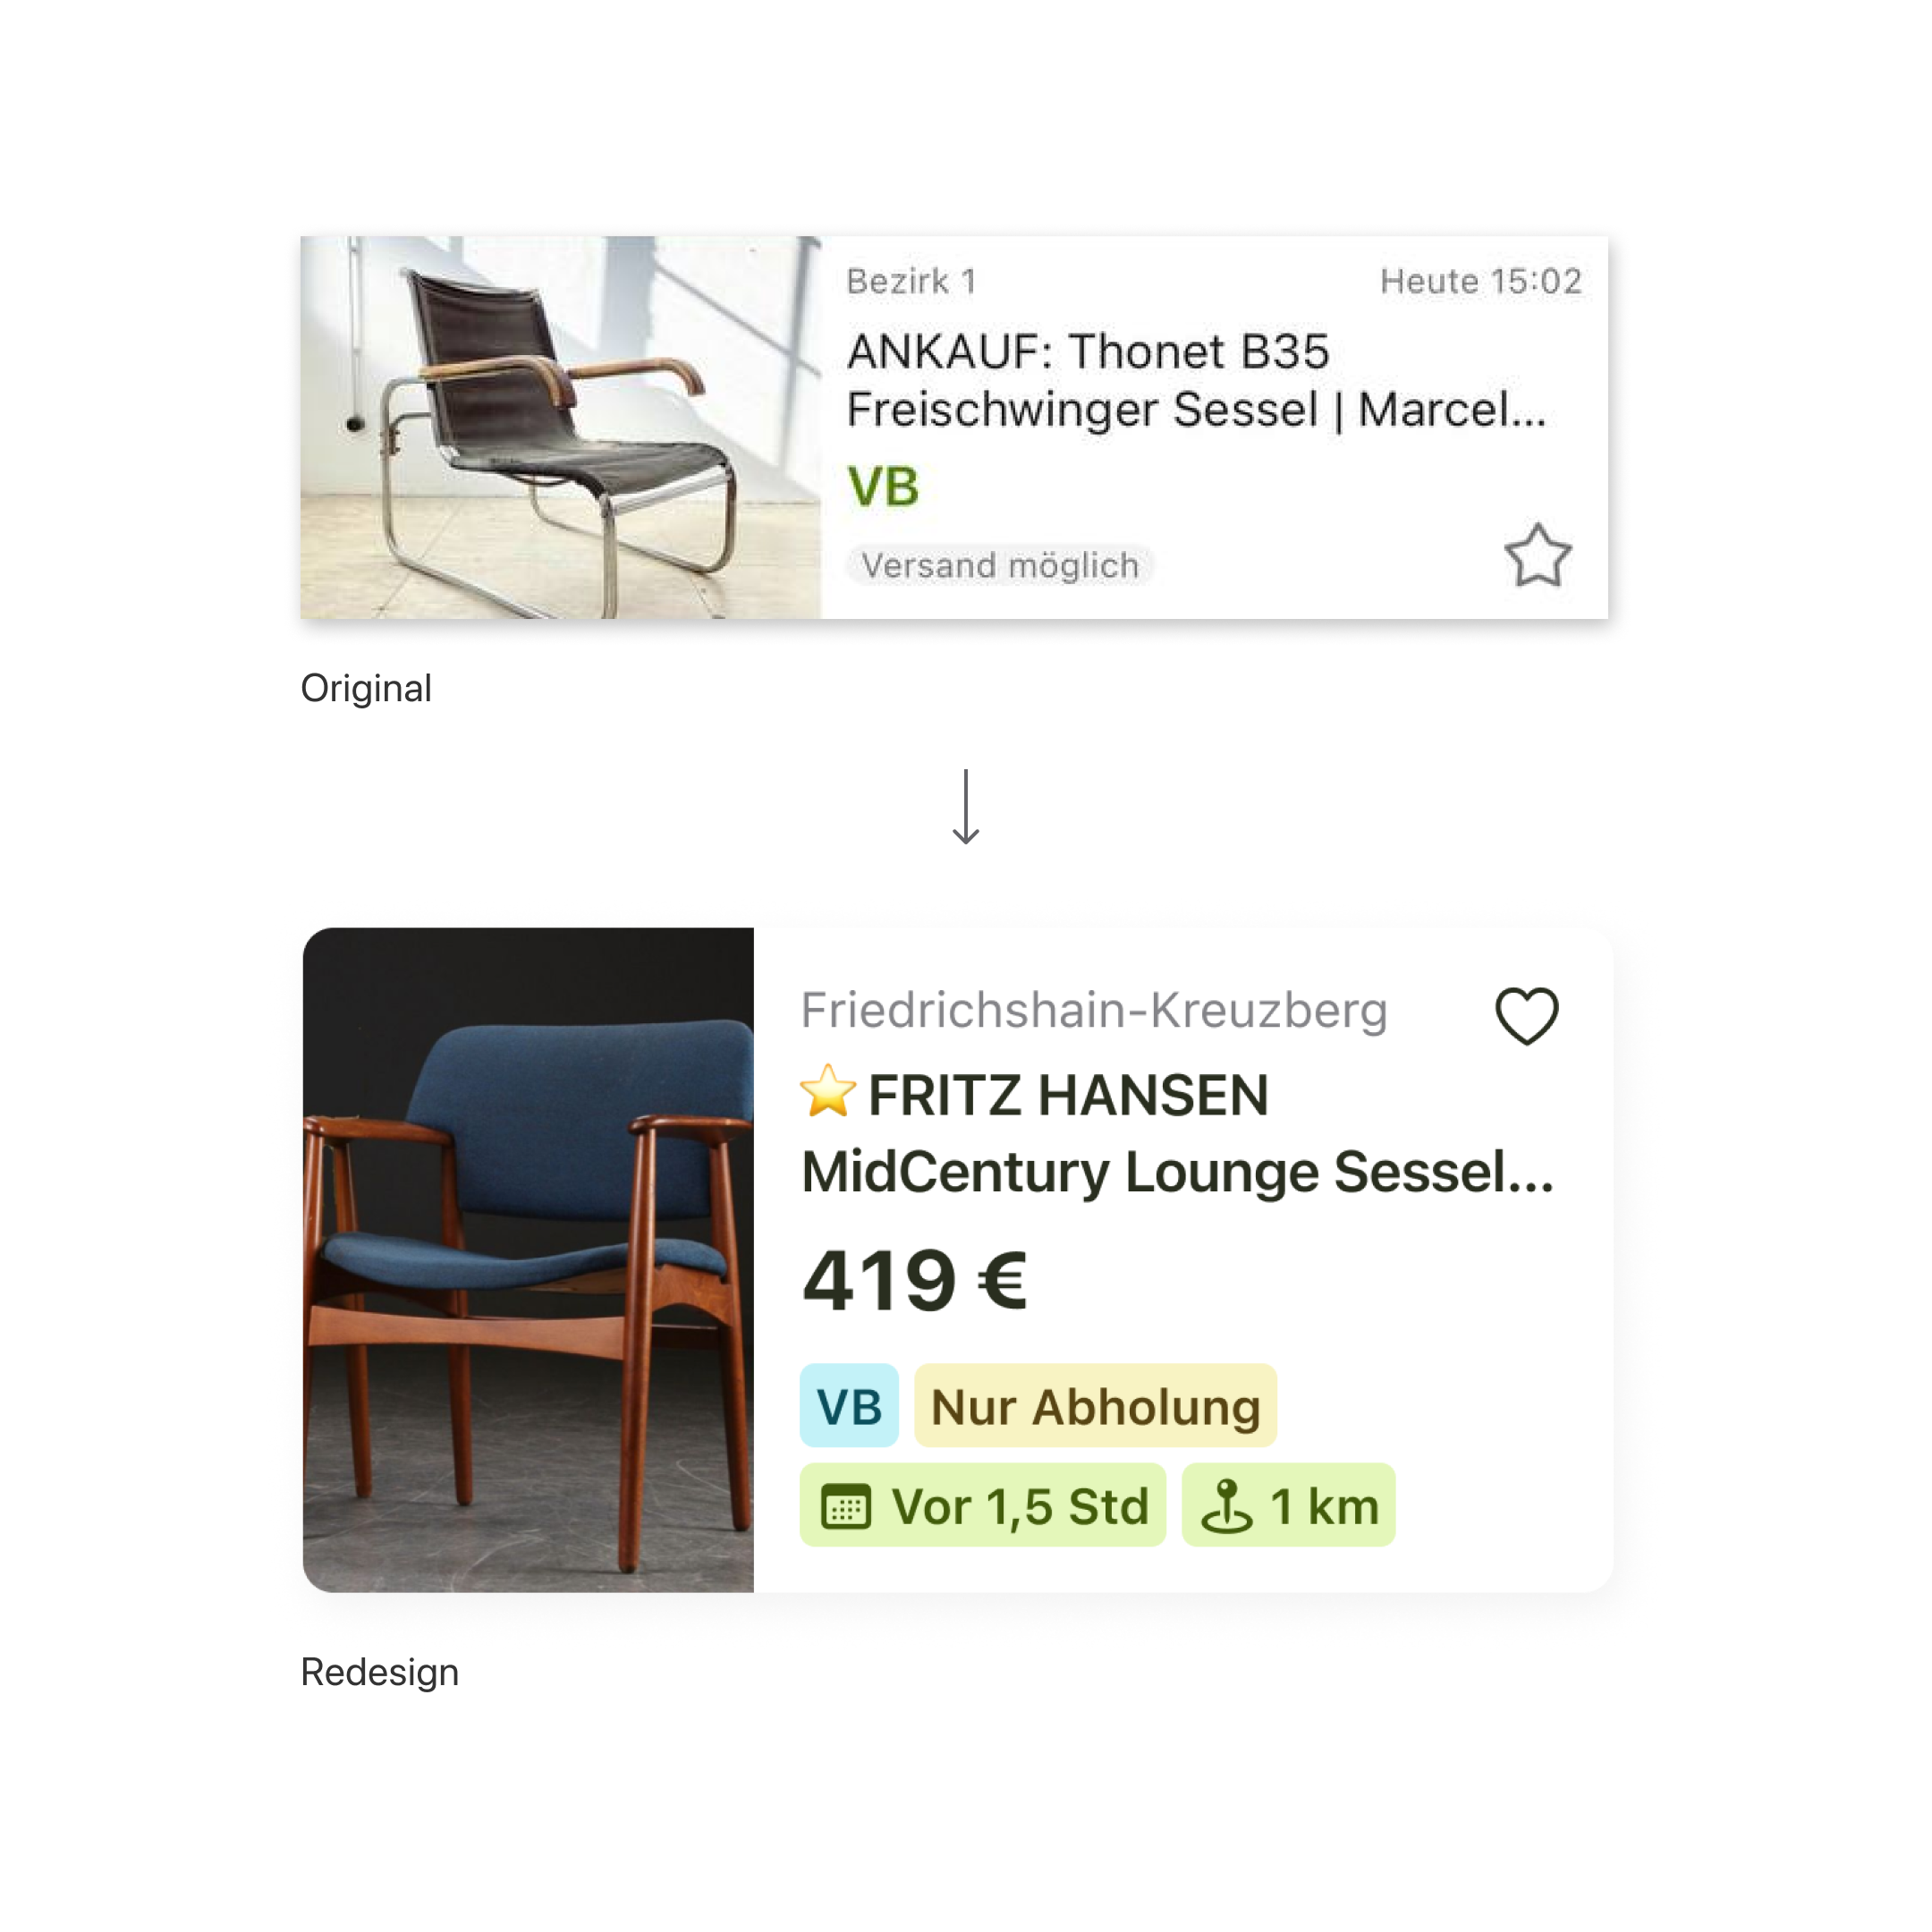 Bezirk 1
Heute 15:02
ANKAUF: Thonet B35
Freischwinger Sessel | Marcel...
VB
Versand möglich
Original
Friedrichshain-Kreuzberg
⭐ FRITZ HANSEN
MidCentury Lounge Sessel...
419 €
VB
Nur Abholung
Vor 1,5 Std
1 km
Redesign